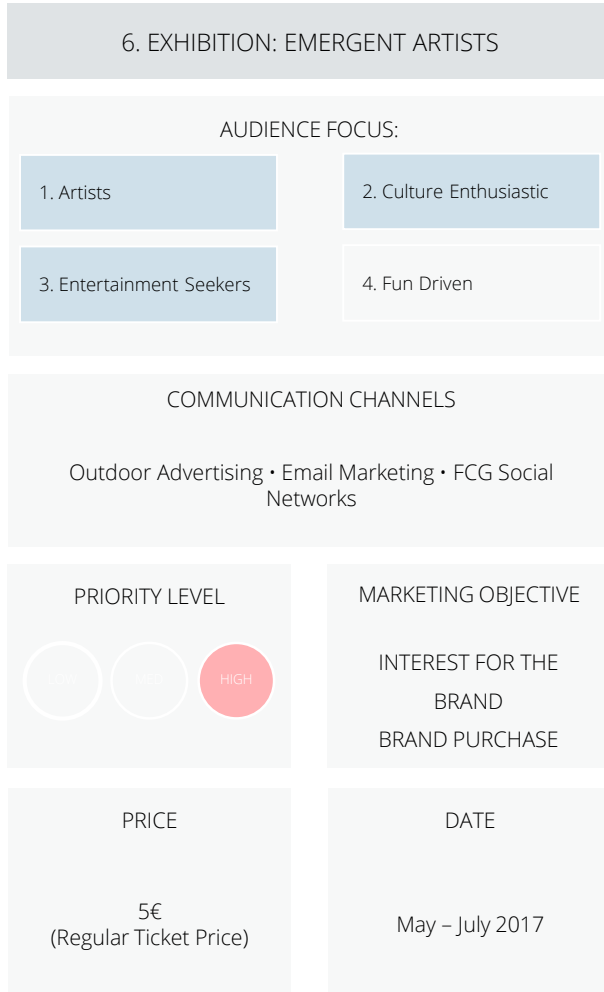 6. EXHIBITION: EMERGENT ARTISTS
AUDIENCE FOCUS:
1. Artists
2. Culture Enthusiastic
3. Entertainment Seekers
4. Fun Driven
COMMUNICATION CHANNELS
Outdoor Advertising • Email Marketing • FCG Social
Networks
PRIORITY LEVEL
LOW
HIGH
MARKETING OBJECTIVE
INTEREST FOR THE
BRAND
BRAND PURCHASE
PRICE
5€
(Regular Ticket Price)
DATE
May – July 2017